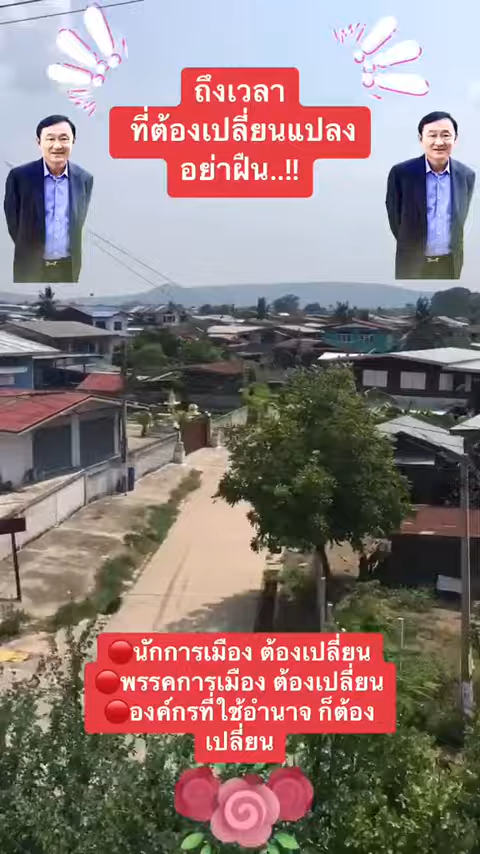 ถึงเวลา
ที่ต้องเปลี่ยนแปลง
อย่าฝืน..!!
🔴นักการเมือง ต้องเปลี่ยน
🔴พรรคการเมือง ต้องเปลี่ยน
🔴องค์กรที่ใช้อำนาจ ก็ต้อง
เปลี่ยน